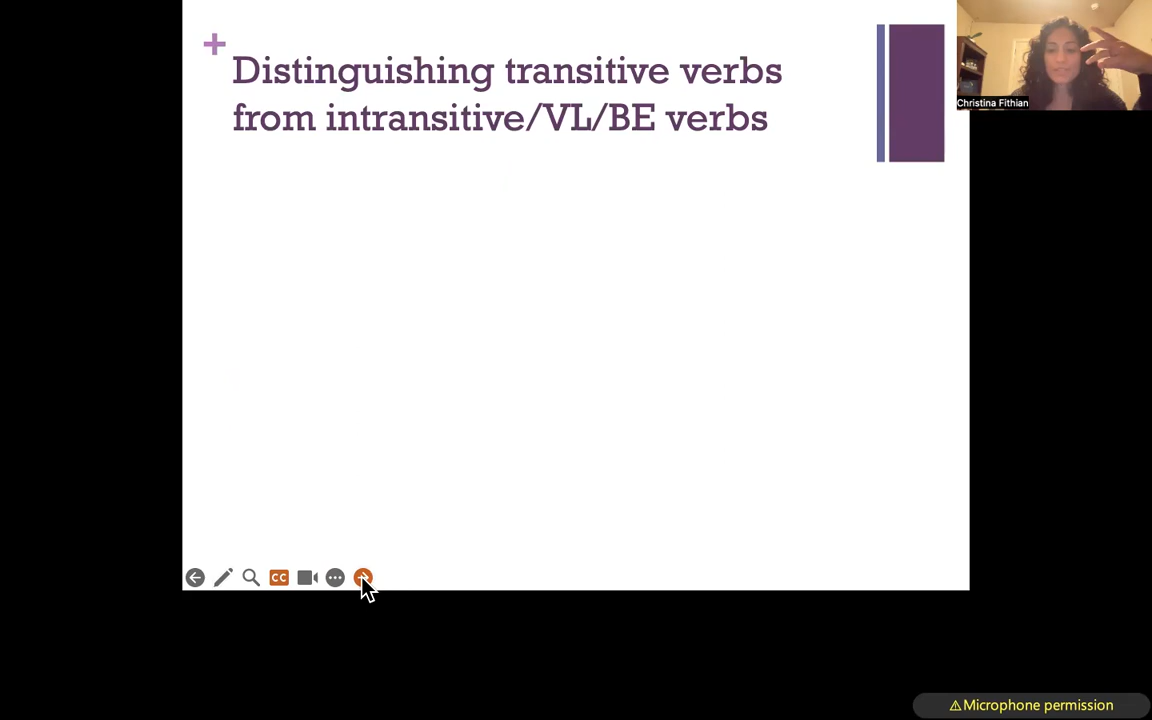 +
Distinguishing transitive verbs
from intransitive/VL/BE verbs
Christina Fithian
CC
⚠Microphone permission